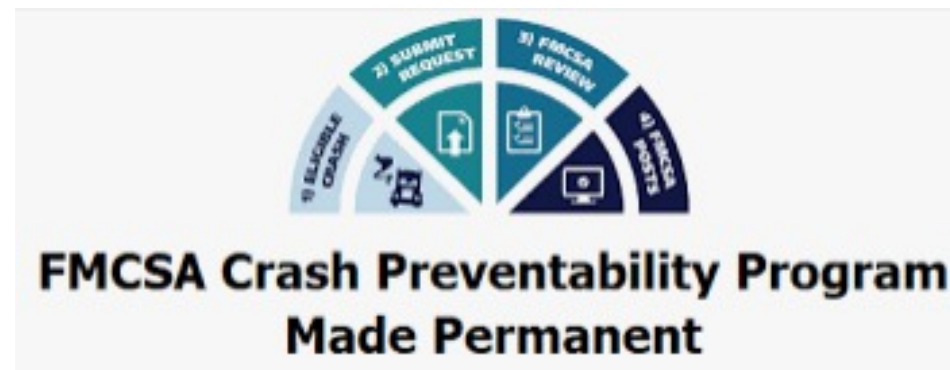 1) ELIGIBLE
CRASH
2) SUBMIT
REQUEST
3) FMCSA
REVIEW
4) FMCSA
POSTS
FMCSA Crash Preventability Program
Made Permanent